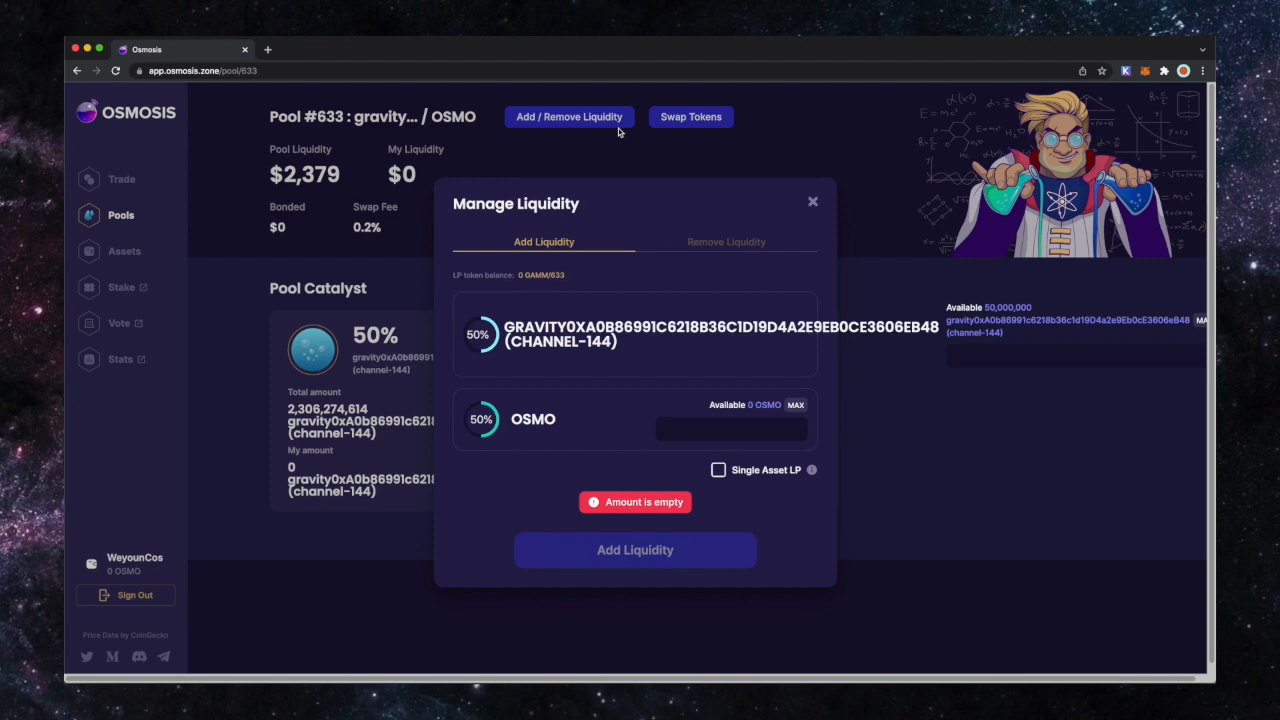 Osmosis
app.osmosis.zone/pool/633
OSMOSIS
Trade
Pools
Assets
Stake
Vote
Stats
WeyounCos
0 OSMO
Sign Out
Price Data by CoinGecko
Pool #633 : gravity... / OSMO
Add / Remove Liquidity
Swap Tokens
Pool Liquidity
My Liquidity
$2,379
$0
Bonded
Swap Fee
$0
0.2%
Pool Catalyst
50%
gravity0xA0b86991
(channel-144)
Total amount
2,306,274,614
gravity0xA0b86991c6218
(channel-144)
My amount
0
gravity0xA0b86991c6218
(channel-144)
Manage Liquidity
Add Liquidity
Remove Liquidity
LP token balance: 0 GAMM/633
50%
GRAVITY0XA0B86991C6218B36C1D19D4A2E9EB0CE3606EB48
(CHANNEL-144)
Available 50,000,000
gravity0xA0b86991c6218b36c1d19D4a2e9Eb0cE3606eB48 MA
(channel-144)
50%
OSMO
Available 0 OSMO MAX
Single Asset LP
Amount is empty
Add Liquidity